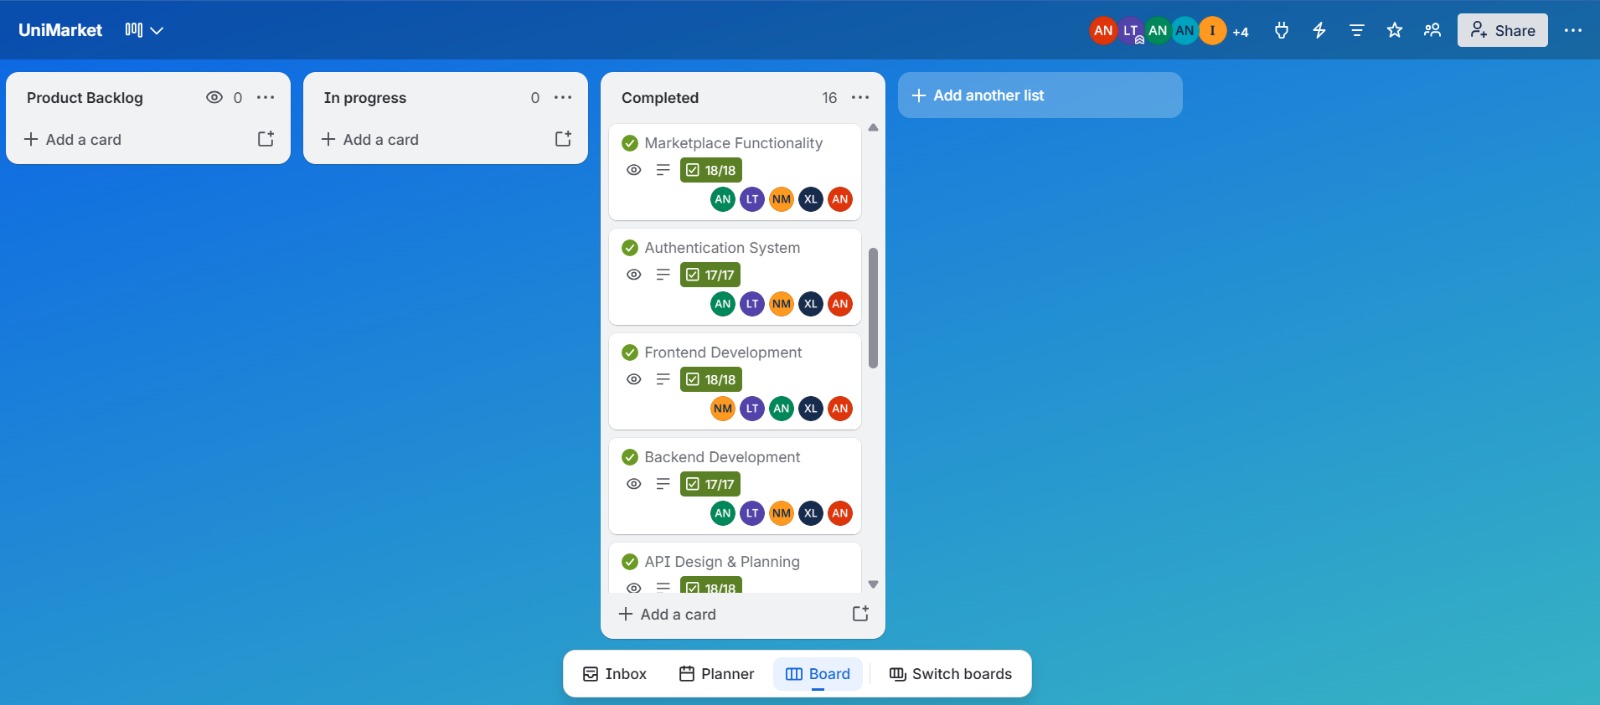 UniMarket
AN LT AN AN I +4
Share
Product Backlog 0
Add a card
In progress 0
Add a card
Completed 16
Marketplace Functionality
18/18
AN LT NM XL AN
Authentication System
17/17
AN LT NM XL AN
Frontend Development
18/18
NM LT AN XL AN
Backend Development
17/17
AN LT NM XL AN
API Design & Planning
18/18
Add a card
Add another list
Inbox Planner Board Switch boards